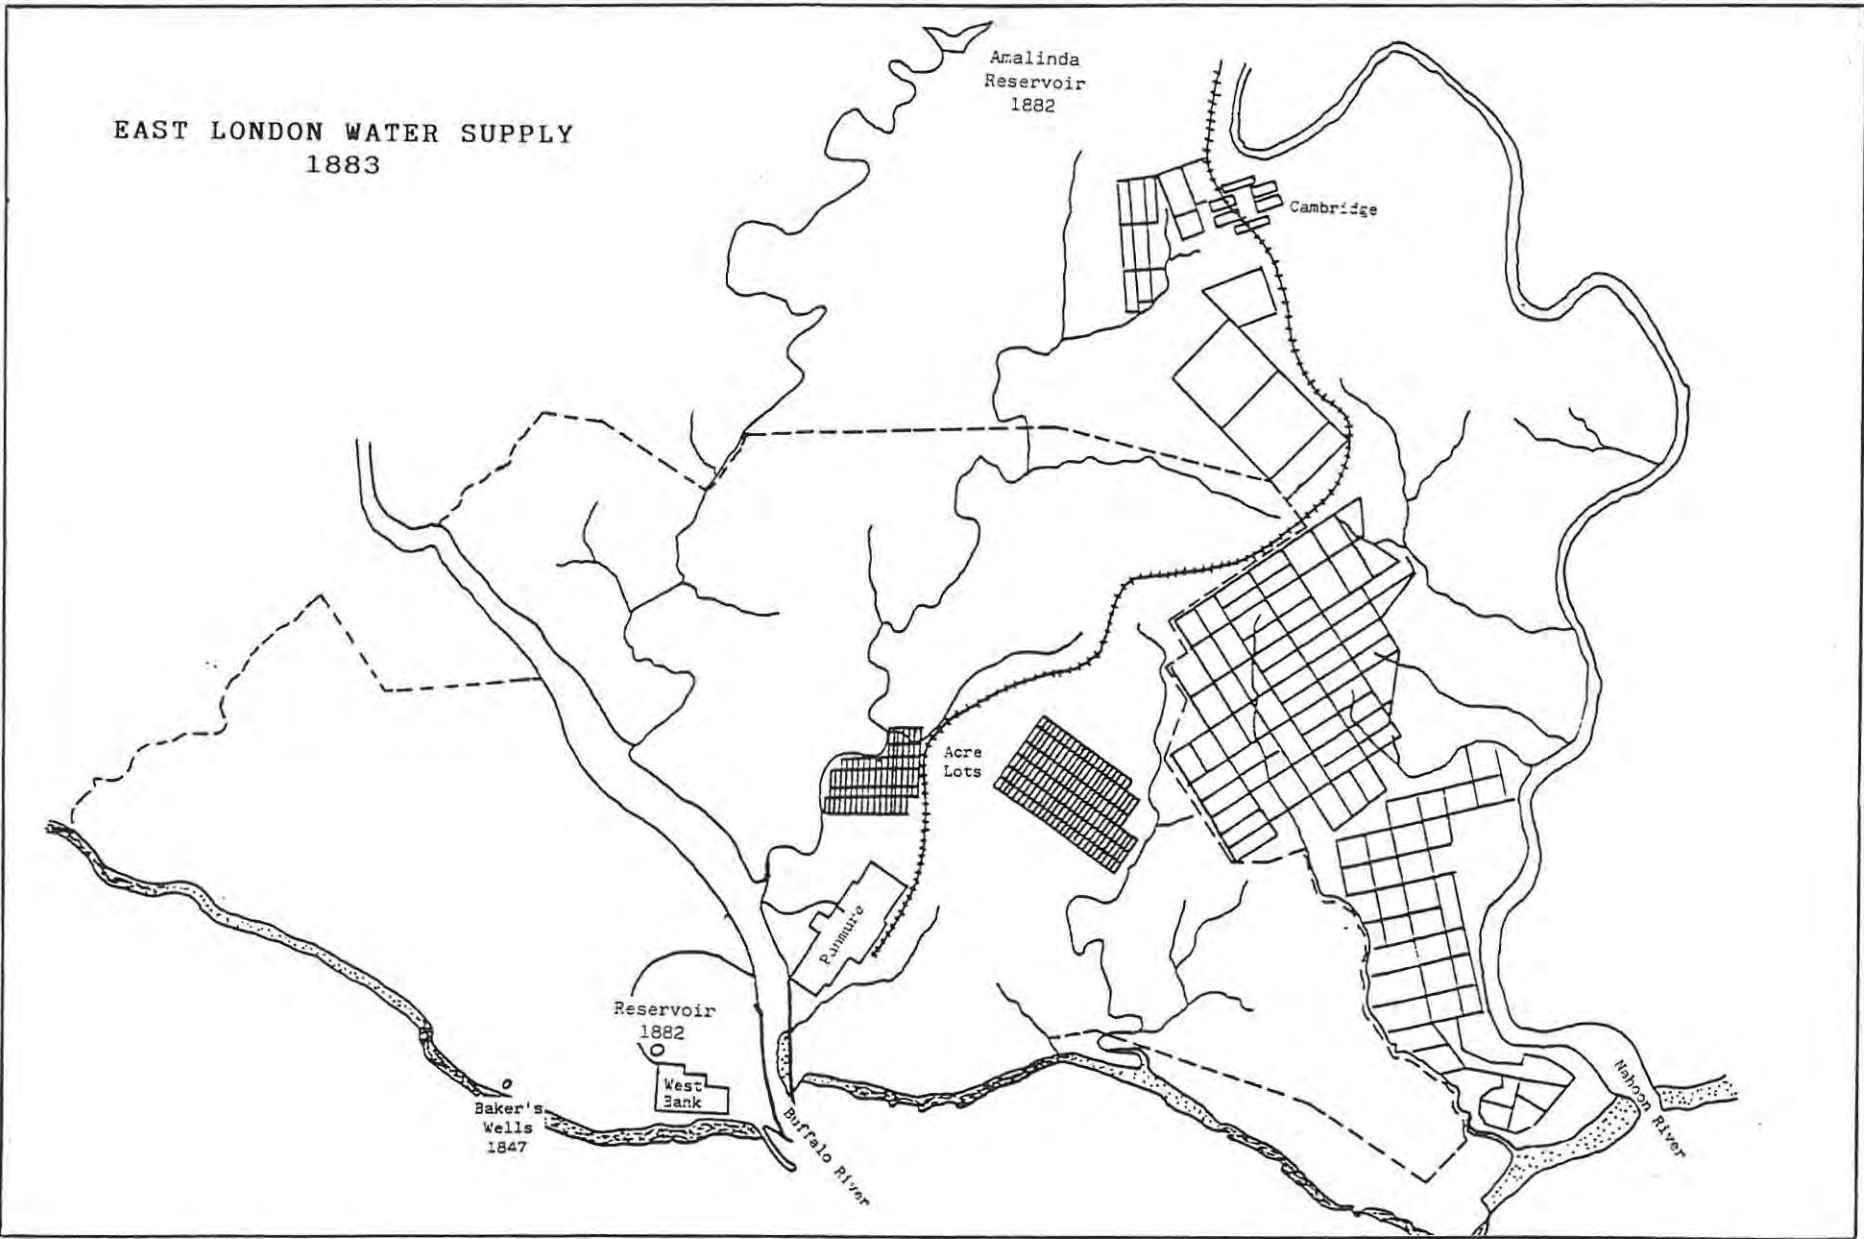 EAST LONDON WATER SUPPLY
1883
Amalinda
Reservoir
1882
Cambridge
Acre
Lots
Panmure
Reservoir
1882
West
Bank
Baker's
Wells
1847
Buffalo River
Nahoon River